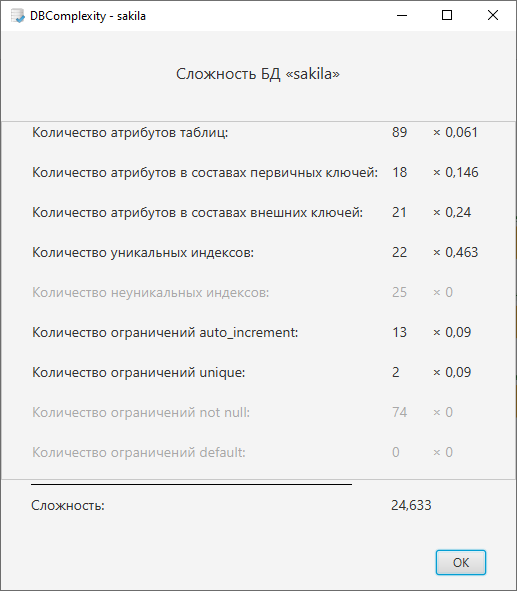 DBComplexity - sakila
Сложность БД «sakila»
Количество атрибутов таблиц: 89 × 0,061
Количество атрибутов в составах первичных ключей: 18 × 0,146
Количество атрибутов в составах внешних ключей: 21 × 0,24
Количество уникальных индексов: 22 × 0,463
Количество неуникальных индексов: 25 × 0
Количество ограничений auto_increment: 13 × 0,09
Количество ограничений unique: 2 × 0,09
Количество ограничений not null: 74 × 0
Количество ограничений default: 0 × 0
Сложность: 24,633
OK